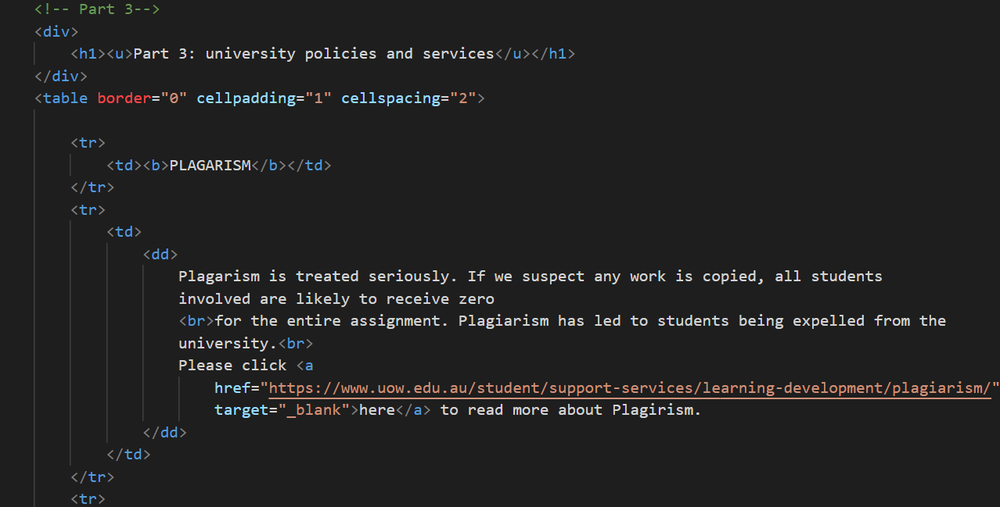 <!-- Part 3-->
<div>
<h1><u>Part 3: university policies and services</u></h1>
</div>
<table border="0" cellpadding="1" cellspacing="2">
<tr>
<td><b>PLAGARISM</b></td>
</tr>
<tr>
<td>
<dd>
Plagarism is treated seriously. If we suspect any work is copied, all students
involved are likely to receive zero
<br>for the entire assignment. Plagiarism has led to students being expelled from the
university.<br>
Please click <a
href="https://www.uow.edu.au/student/support-services/learning-development/plagiarism/"
target="_blank">here</a> to read more about Plagirism.
</dd>
</td>
</tr>
<tr>